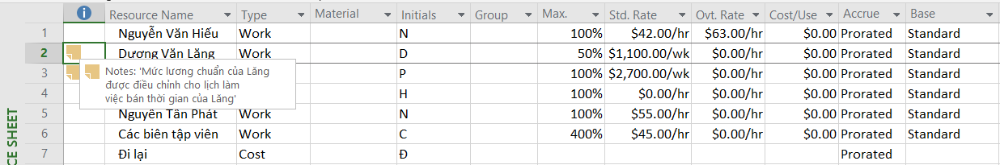 Resource Name Type Material Initials Group Max. Std. Rate Ovt. Rate Cost/Use Accrue Base
1 Nguyễn Văn Hiếu Work N 100% $42.00/hr $63.00/hr $0.00 Prorated Standard
2 Dương Văn Lăng Work D 50% $1,100.00/wk $0.00/hr $0.00 Prorated Standard
3 P 100% $2,700.00/wk $0.00/hr $0.00 Prorated Standard
Notes: 'Mức lương chuẩn của Lăng
được điều chỉnh cho lịch làm
việc bán thời gian của Lăng'
4 H 100% $0.00/hr $0.00/hr $0.00 Prorated Standard
5 Nguyễn Tấn Phát Work N 100% $55.00/hr $0.00/hr $0.00 Prorated Standard
6 Các biên tập viên Work C 400% $45.00/hr $0.00/hr $0.00 Prorated Standard
7 Đi lại Cost Đ Prorated
CE SHEET